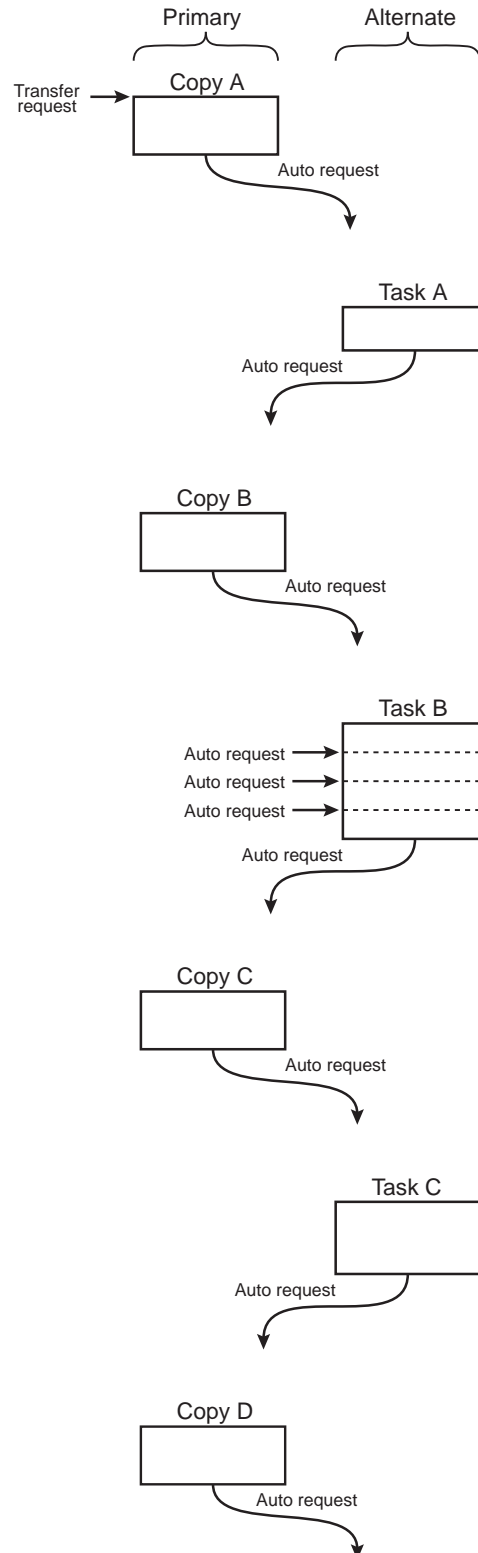 Primary
Alternate
Copy A
Transfer
request
Auto request
Task A
Auto request
Copy B
Auto request
Task B
Auto request
Auto request
Auto request
Auto request
Copy C
Auto request
Task C
Auto request
Copy D
Auto request